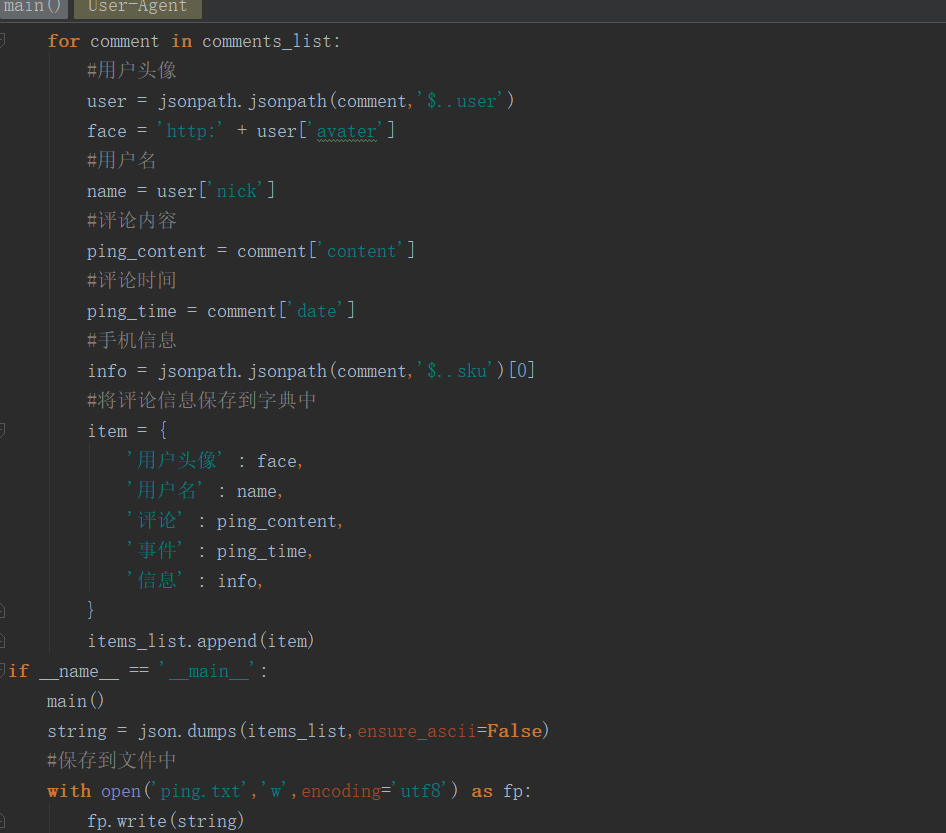 main() User-Agent
for comment in comments_list:
#用户头像
user = jsonpath.jsonpath(comment,'$..user')
face = 'http:' + user['avater']
#用户名
name = user['nick']
#评论内容
ping_content = comment['content']
#评论时间
ping_time = comment['date']
#手机信息
info = jsonpath.jsonpath(comment,'$..sku')[0]
#将评论信息保存到字典中
item = {
'用户头像' : face,
'用户名' : name,
'评论' : ping_content,
'事件' : ping_time,
'信息' : info,
}
items_list.append(item)
if __name__ == '__main__':
main()
string = json.dumps(items_list,ensure_ascii=False)
#保存到文件中
with open('ping.txt','w',encoding='utf8') as fp:
fp.write(string)